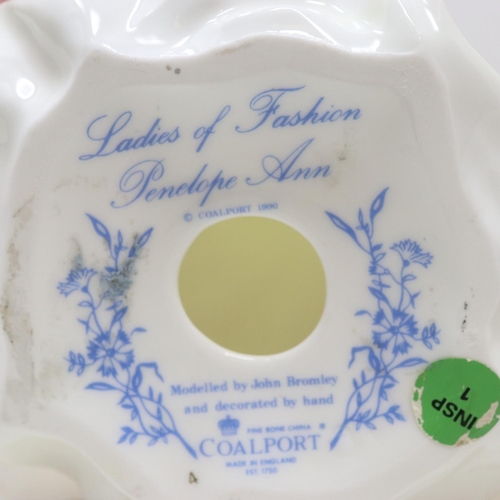 Ladies of Fashion
Penelope Ann
© COALPORT 1990
Modelled by John Bromley
and decorated by hand
FINE BONE CHINA ®
COALPORT
MADE IN ENGLAND
EST. 1750
INSP
1
4